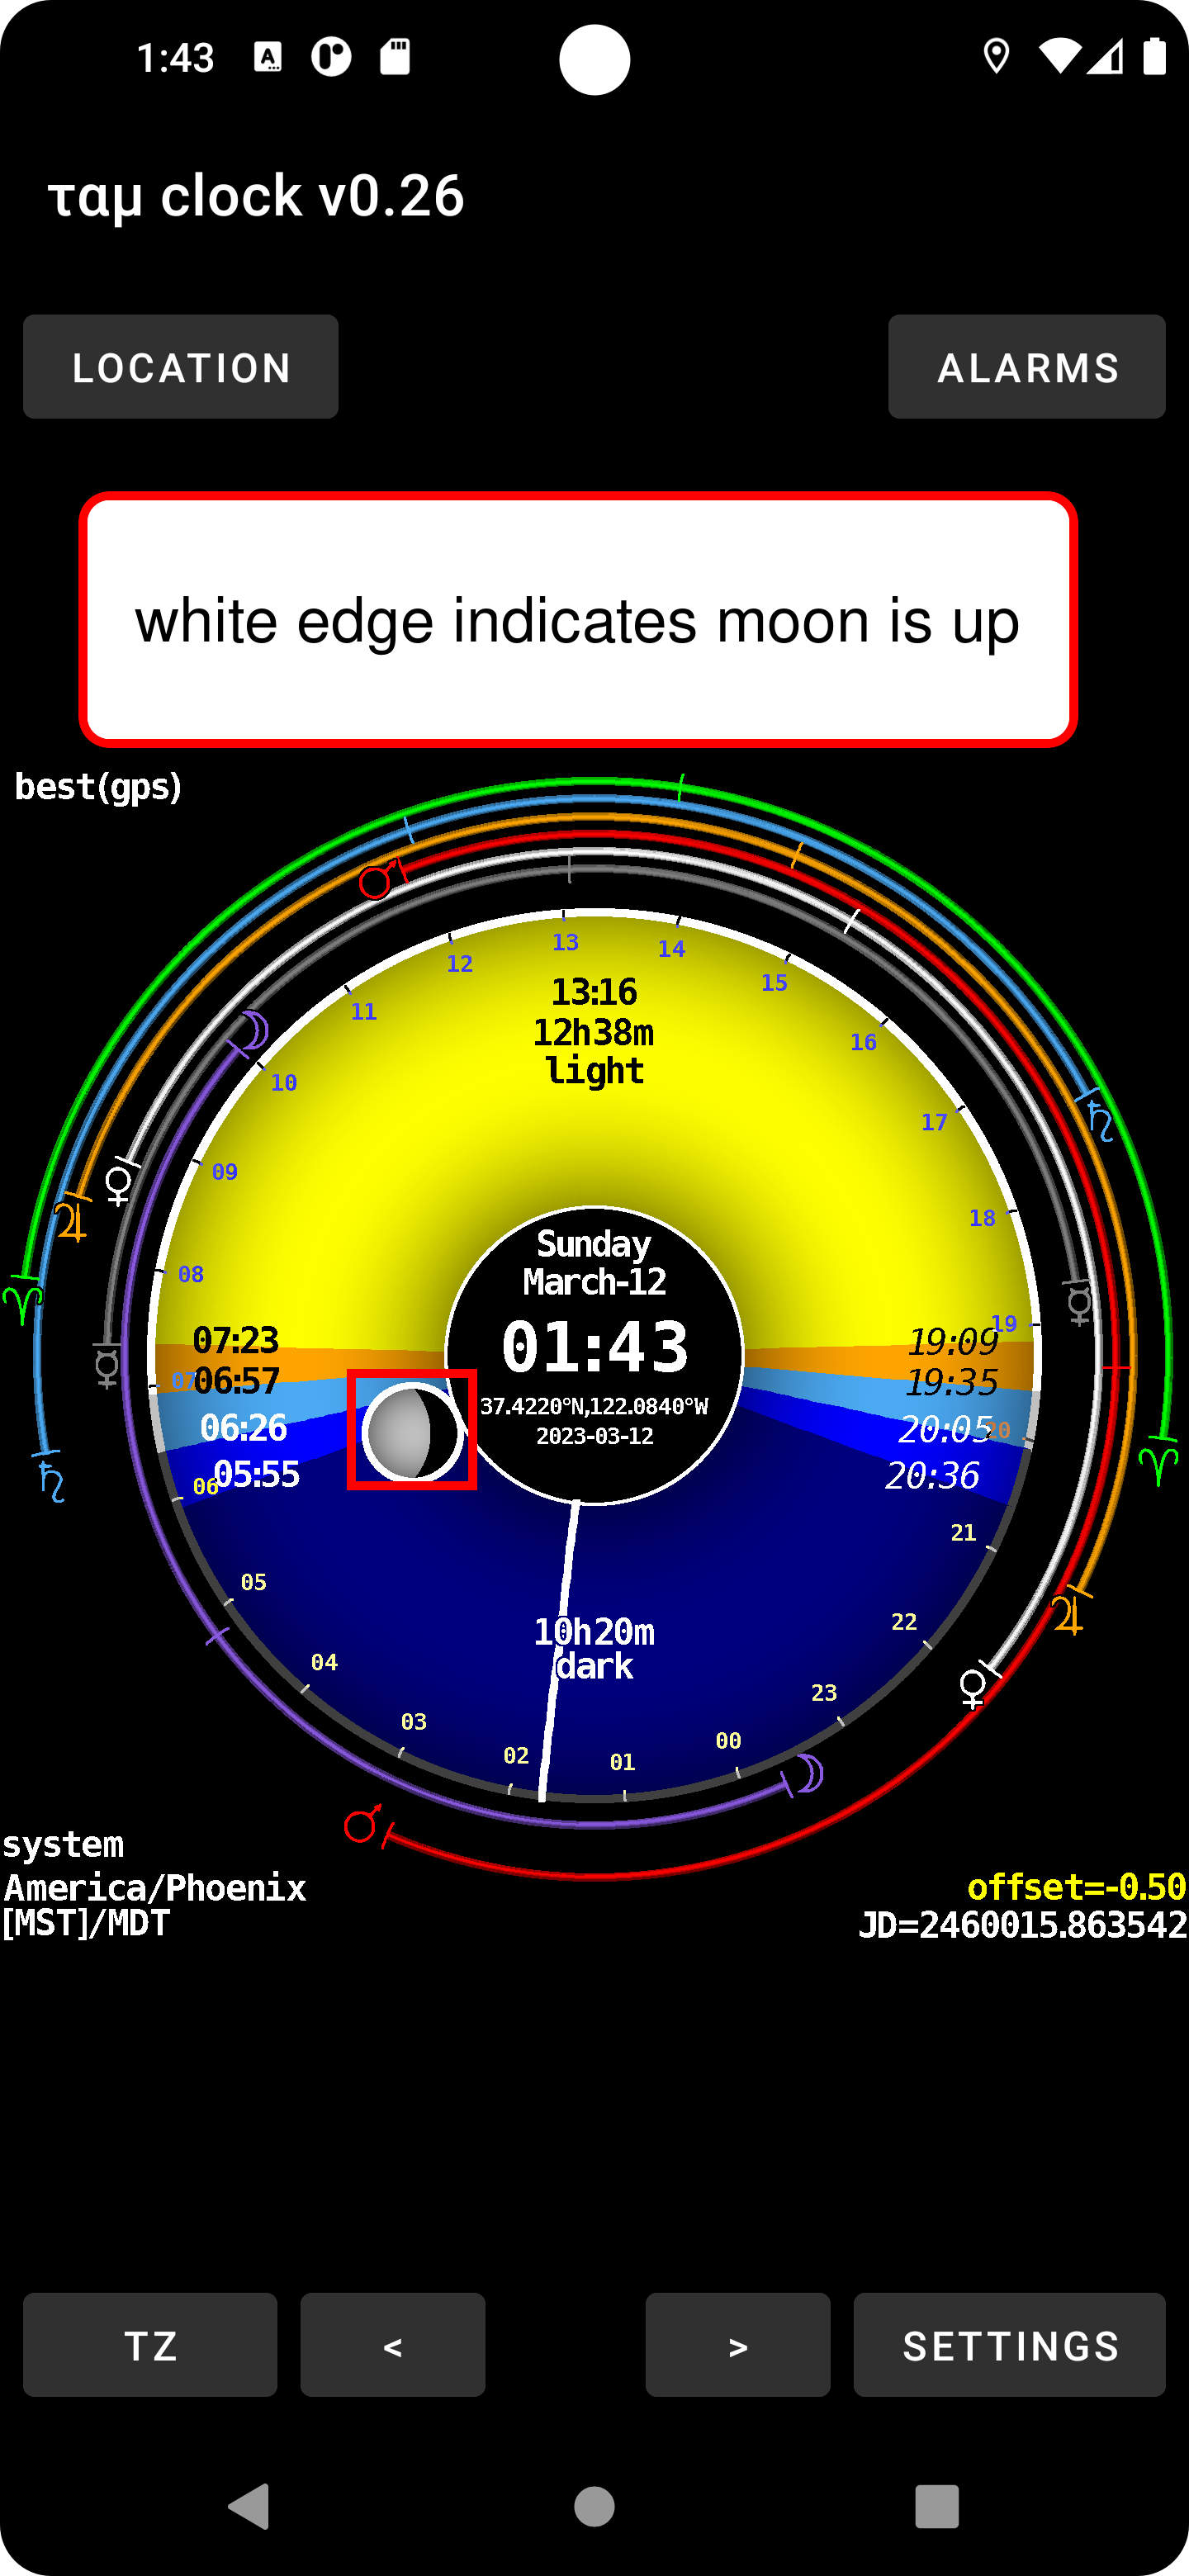 1:43
ταμ clock v0.26
LOCATION
ALARMS
white edge indicates moon is up
best(gps)
13
14
12
15
11
16
10
17
09
18
08
19
13:16
12h38m
light
Sunday
March-12
01:43
37.4220°N,122.0840°W
2023-03-12
07:23
07
06:57
06:26
05:55
06
19:09
19:35
20:05
20
20:36
21
05
22
04
23
03
00
02
01
10h20m
dark
system
America/Phoenix
[MST]/MDT
offset=-0.50
JD=2460015.863542
TZ
<
>
SETTINGS